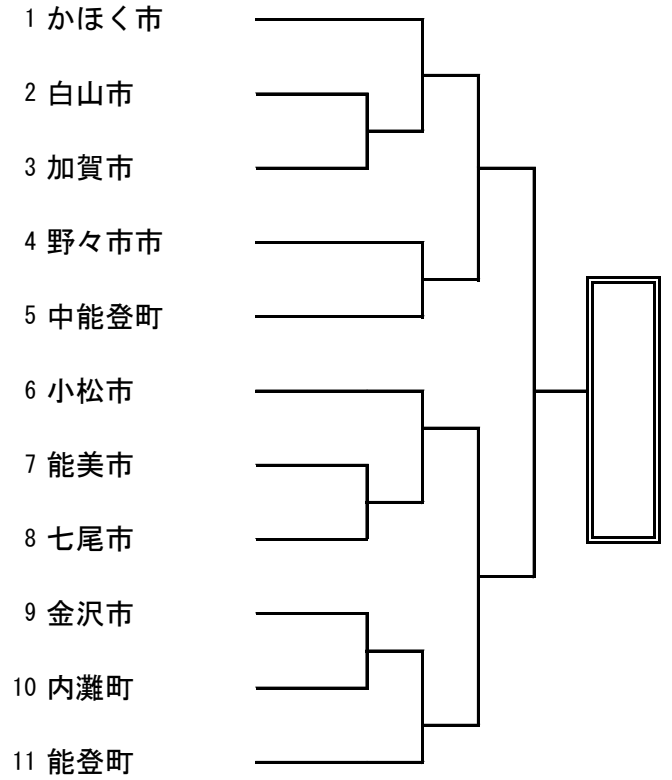 1 かほく市
2 白山市
3 加賀市
4 野々市市
5 中能登町
6 小松市
7 能美市
8 七尾市
9 金沢市
10 内灘町
11 能登町